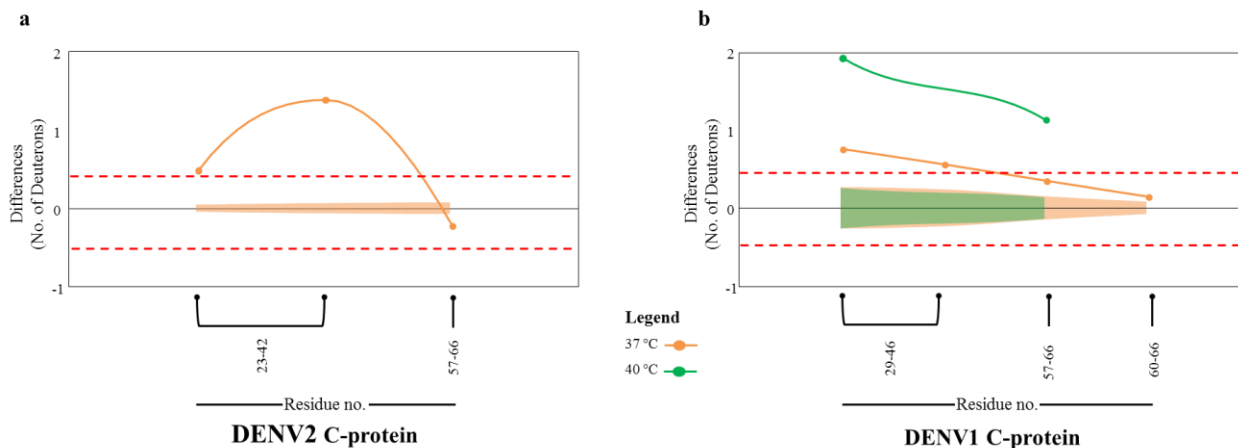 a
2
1
0
-1
Differences
(No. of Deuterons)
23-42
57-66
Residue no.
DENV2 C-protein
Legend
37 °C
40 °C
b
2
1
0
-1
Differences
(No. of Deuterons)
29-46
57-66
60-66
Residue no.
DENV1 C-protein